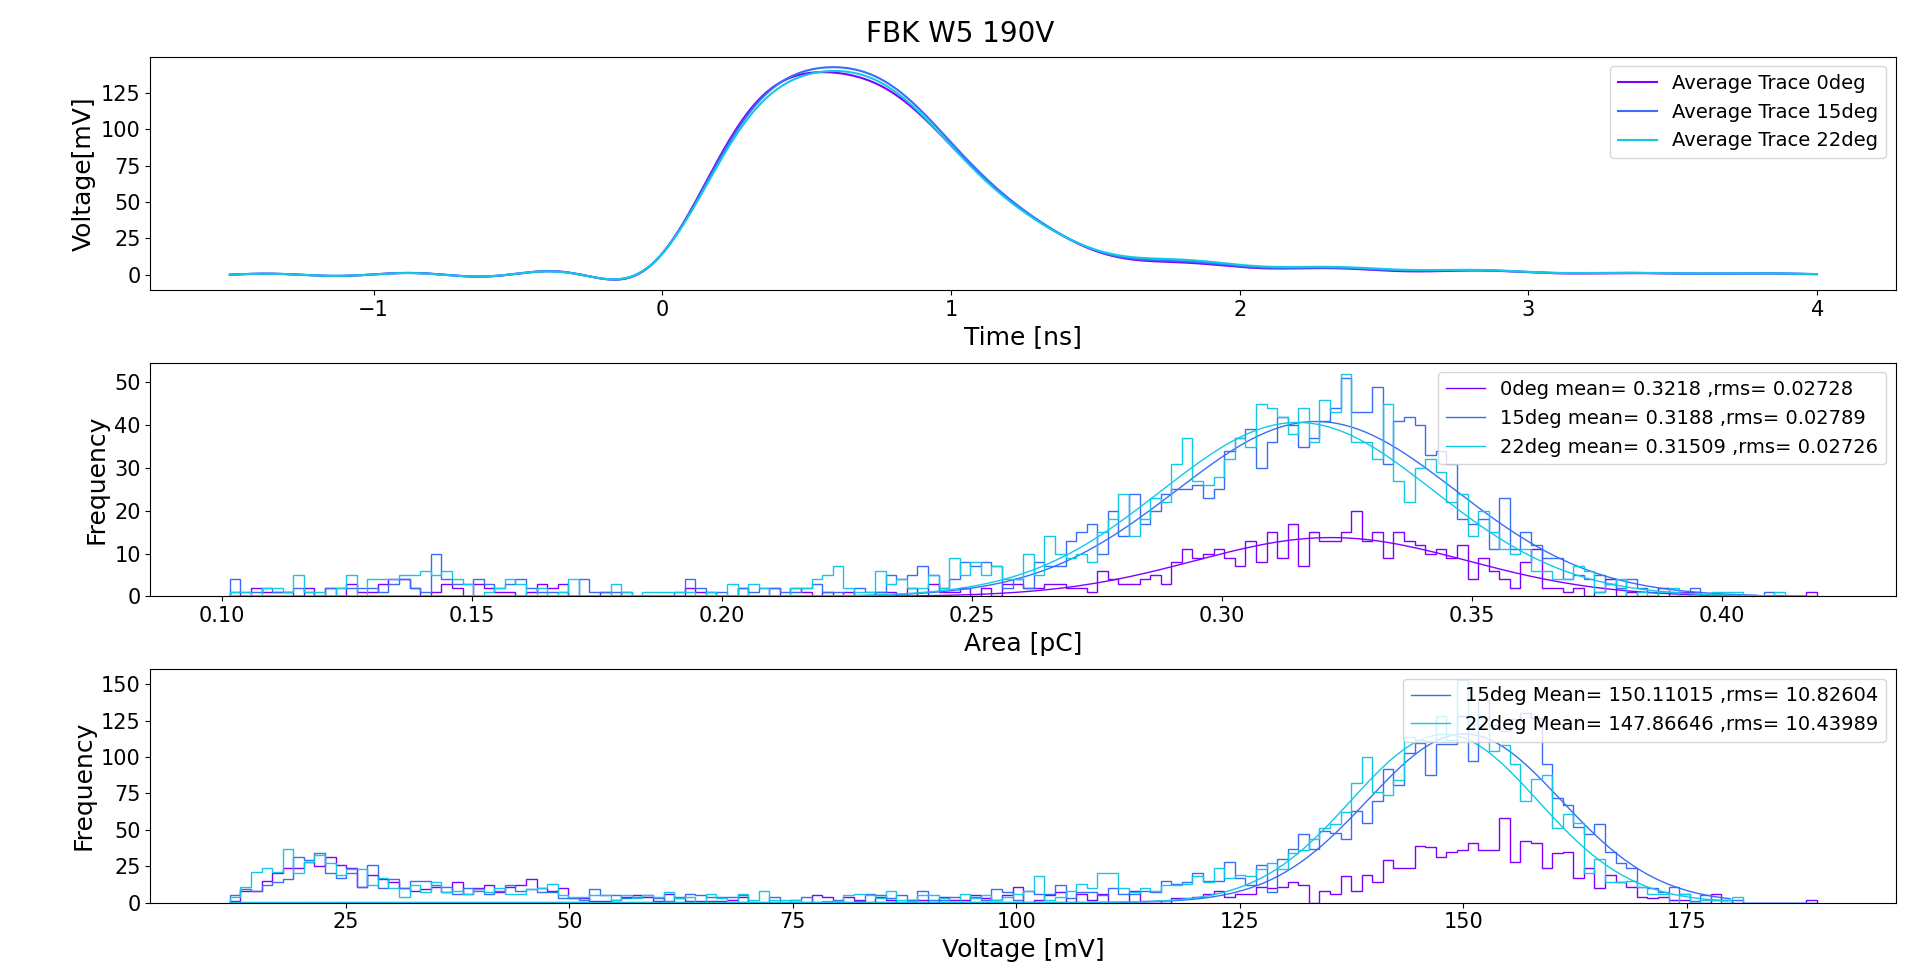 FBK W5 190V
Voltage[mV]
125
100
75
50
25
0
Average Trace 0deg
Average Trace 15deg
Average Trace 22deg
−1 0 1 2 3 4
Time [ns]
Frequency
50
40
30
20
10
0
0deg mean= 0.3218 ,rms= 0.02728
15deg mean= 0.3188 ,rms= 0.02789
22deg mean= 0.31509 ,rms= 0.02726
0.10 0.15 0.20 0.25 0.30 0.35 0.40
Area [pC]
Frequency
150
125
100
75
50
25
0
15deg Mean= 150.11015 ,rms= 10.82604
22deg Mean= 147.86646 ,rms= 10.43989
25 50 75 100 125 150 175
Voltage [mV]